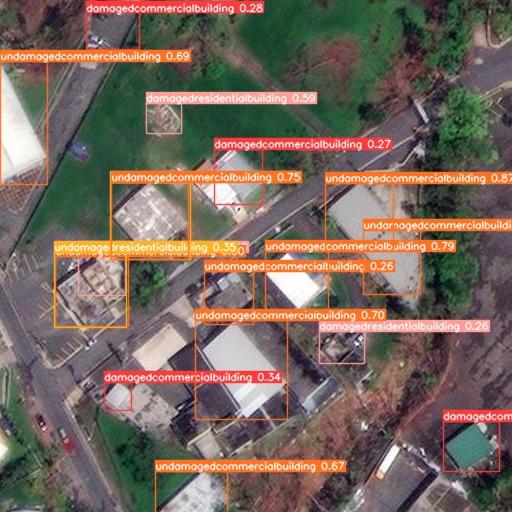 damagedcommercialbuilding 0.28
undamagedcommercialbuilding 0.69
damagedresidentialbuilding 0.59
damagedcommercialbuilding 0.27
undamagedcommercialbuilding 0.75
undamagedcommercialbuilding 0.87
undamagedcommercialbuildin
undamagedresidentialbuilding 0.35
undamagedcommercialbuilding 0.79
undamagedcommercialbuilding 0.26
undamagedcommercialbuilding 0.70
damagedresidentialbuilding 0.26
damagedcommercialbuilding 0.34
damagedcom
undamagedcommercialbuilding 0.67